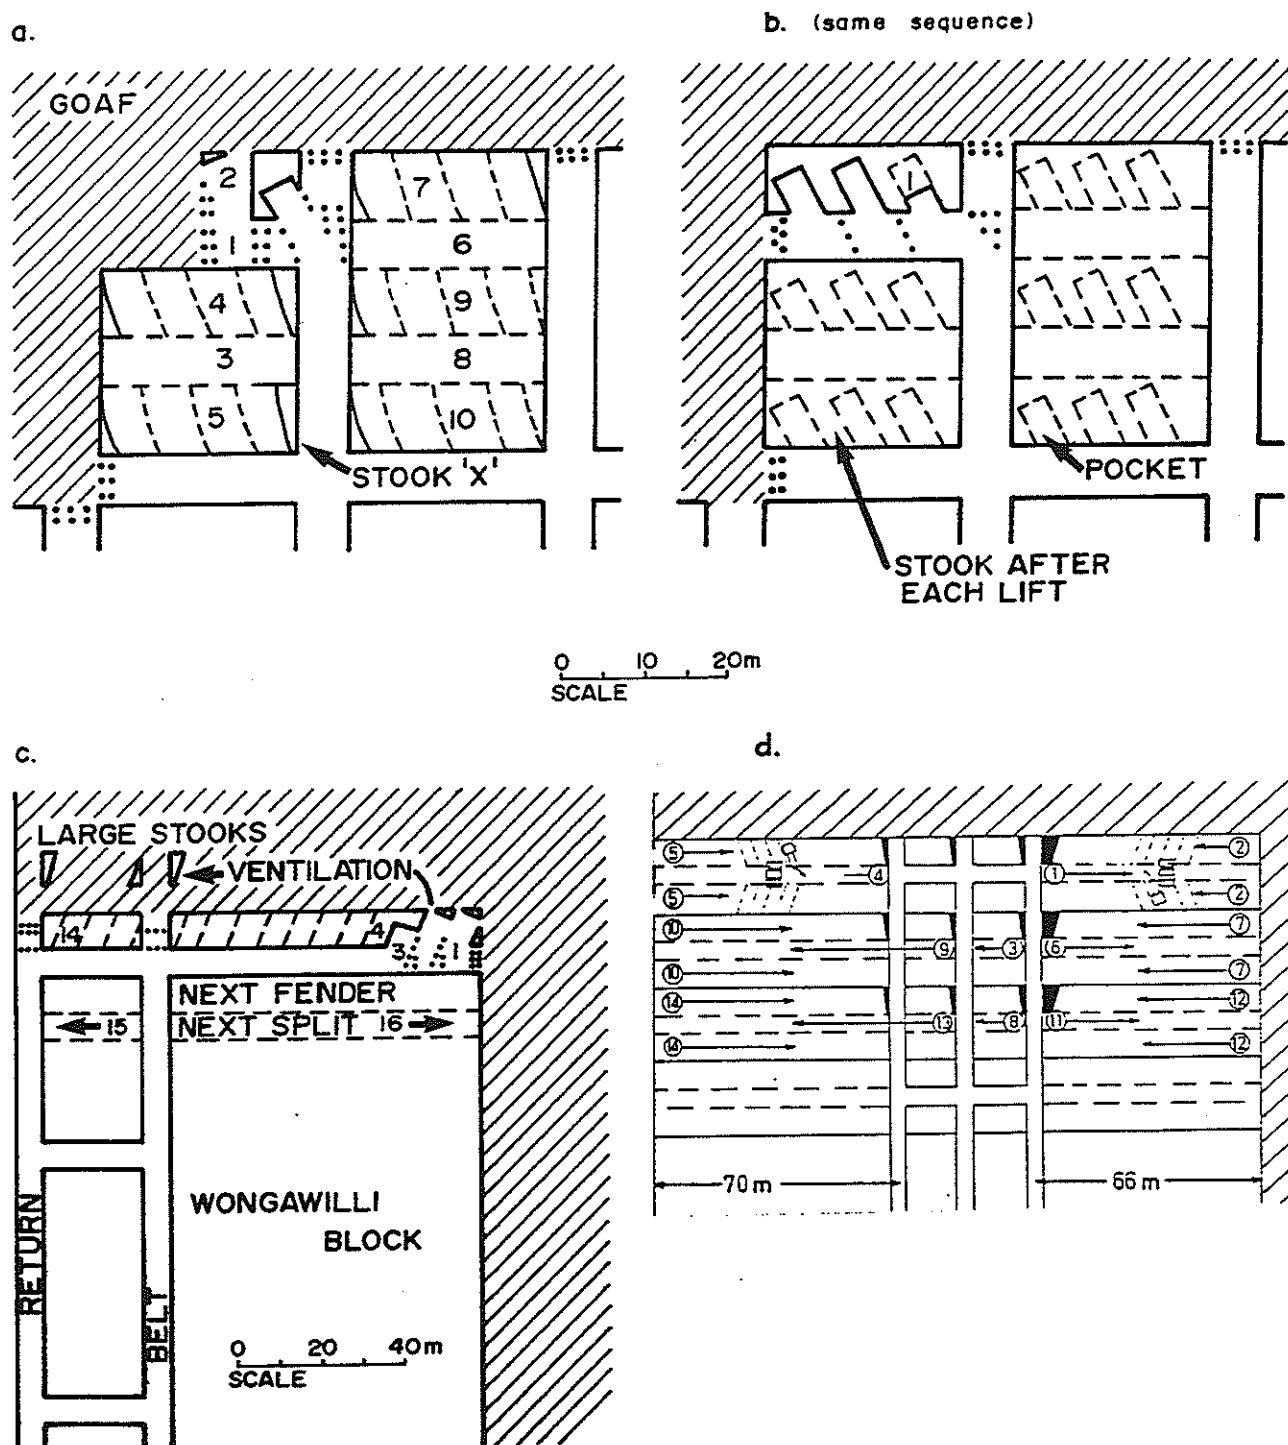 a.
GOAF
2
7
1
6
4
9
3
8
5
10
STOOK 'X'
b. (same sequence)
1
POCKET
STOOK AFTER
EACH LIFT
0 10 20m
SCALE
c.
LARGE STOOKS
VENTILATION
14
4
3
1
NEXT FENDER
15
NEXT SPLIT 16
WONGAWILLI
BLOCK
RETURN
BELT
0 20 40m
SCALE
d.
5
2
4
1
5
2
10
7
9
3
6
10
7
14
12
13
8
11
14
12
70m
66m